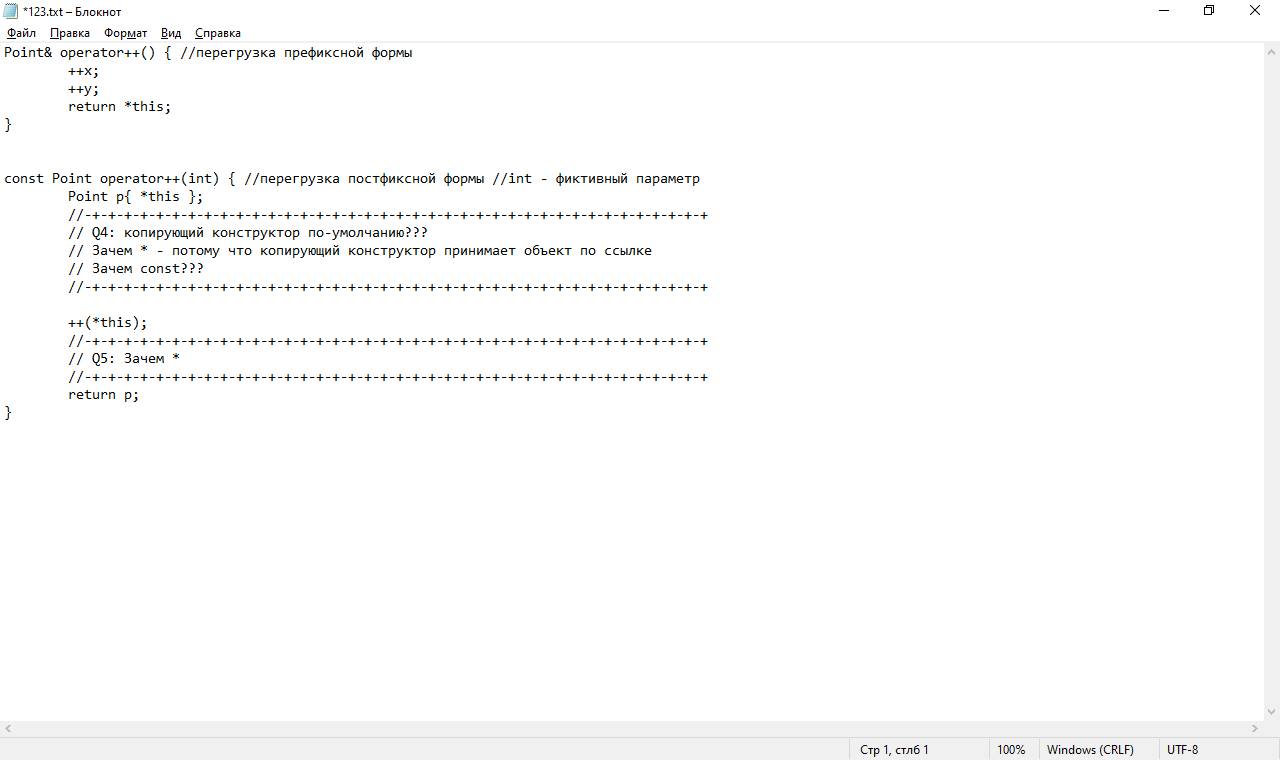 *123.txt – Блокнот
Файл Правка Формат Вид Справка
Point& operator++() { //перегрузка префиксной формы
++x;
++y;
return *this;
}
const Point operator++(int) { //перегрузка постфиксной формы //int - фиктивный параметр
Point p{ *this };
//-+-+-+-+-+-+-+-+-+-+-+-+-+-+-+-+-+-+-+-+-+-+-+-+-+-+-+-+-+-+-+-+-+-+-+-+-+-+-+
// Q4: копирующий конструктор по-умолчанию???
// Зачем * - потому что копирующий конструктор принимает объект по ссылке
// Зачем const???
//-+-+-+-+-+-+-+-+-+-+-+-+-+-+-+-+-+-+-+-+-+-+-+-+-+-+-+-+-+-+-+-+-+-+-+-+-+-+-+
++(*this);
//-+-+-+-+-+-+-+-+-+-+-+-+-+-+-+-+-+-+-+-+-+-+-+-+-+-+-+-+-+-+-+-+-+-+-+-+-+-+-+
// Q5: Зачем *
//-+-+-+-+-+-+-+-+-+-+-+-+-+-+-+-+-+-+-+-+-+-+-+-+-+-+-+-+-+-+-+-+-+-+-+-+-+-+-+
return p;
}
Стр 1, стлб 1 100% Windows (CRLF) UTF-8